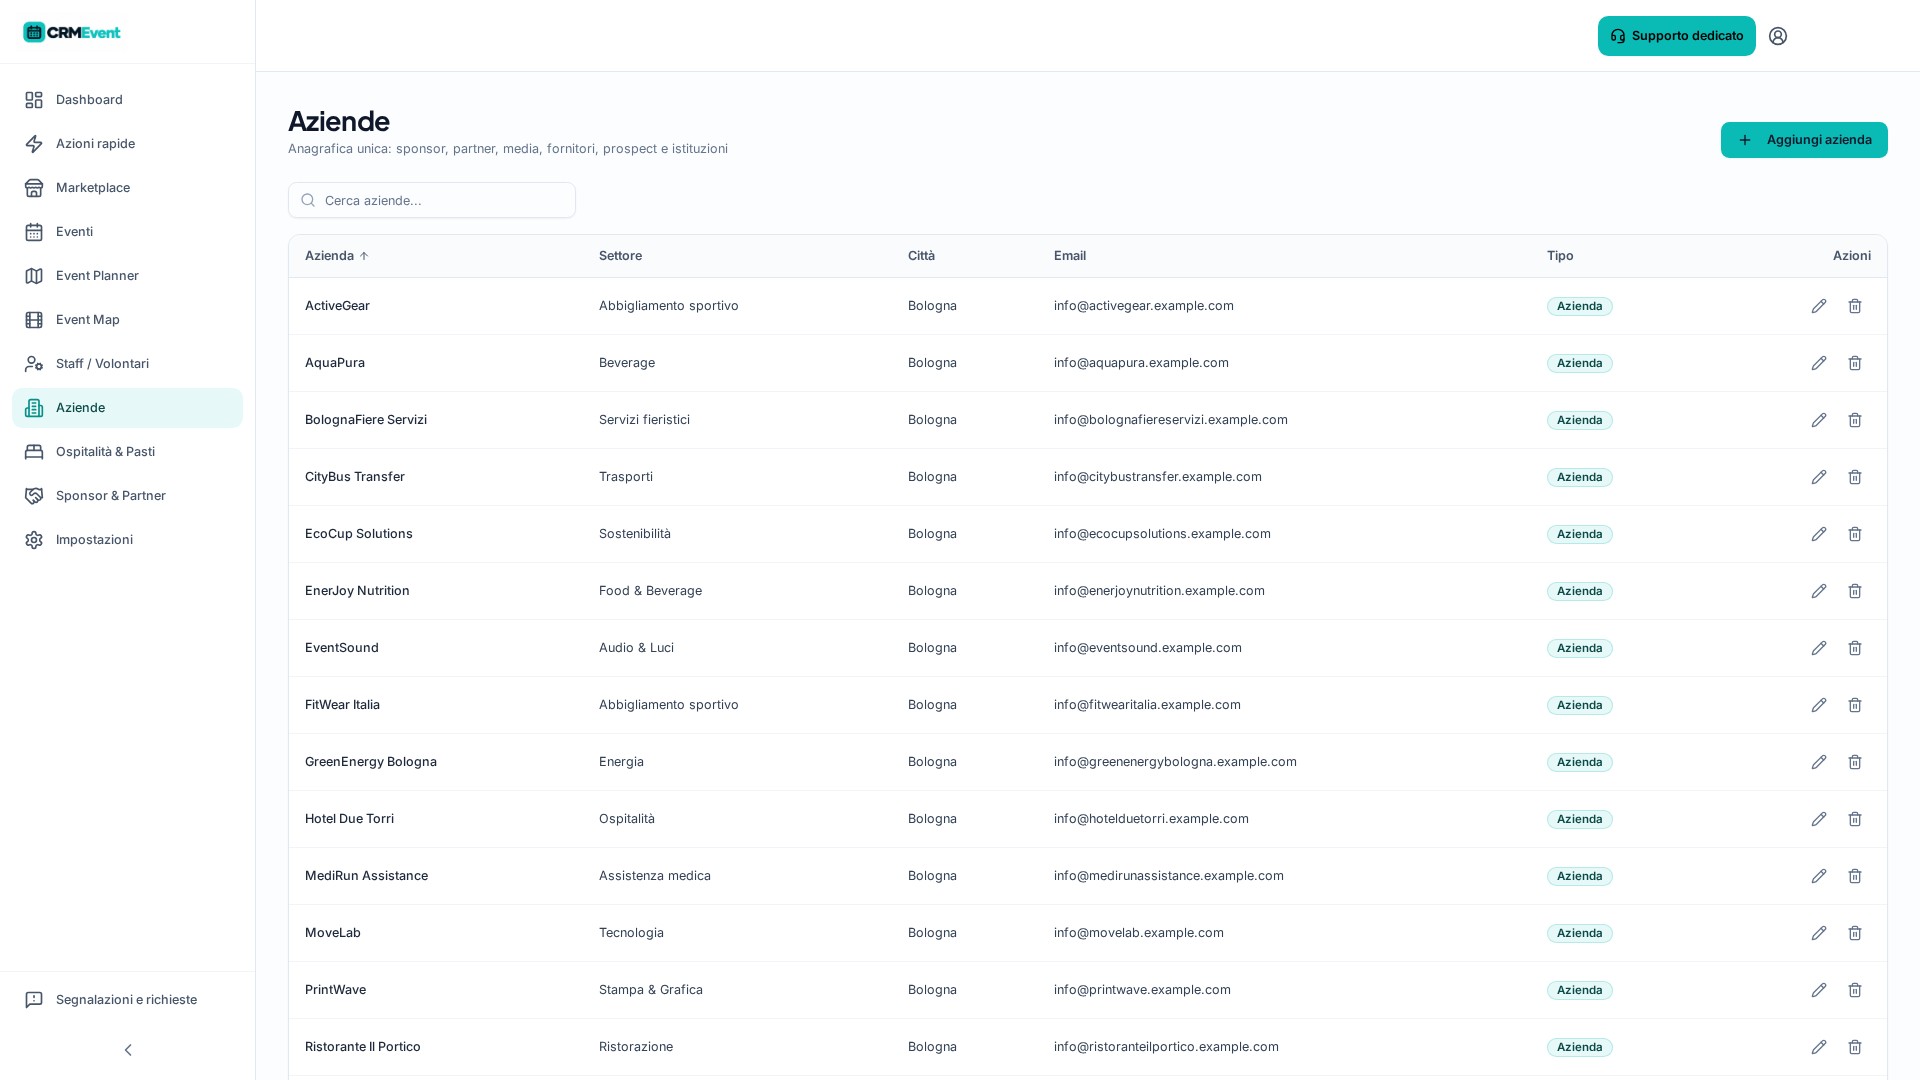 CRMEvent
Supporto dedicato
Dashboard
Azioni rapide
Marketplace
Eventi
Event Planner
Event Map
Staff / Volontari
Aziende
Ospitalità & Pasti
Sponsor & Partner
Impostazioni
Segnalazioni e richieste
Aziende
Anagrafica unica: sponsor, partner, media, fornitori, prospect e istituzioni
Aggiungi azienda
Cerca aziende...
Azienda Settore Città Email Tipo Azioni
ActiveGear Abbigliamento sportivo Bologna info@activegear.example.com Azienda
AquaPura Beverage Bologna info@aquapura.example.com Azienda
BolognaFiere Servizi Servizi fieristici Bologna info@bolognafiereservizi.example.com Azienda
CityBus Transfer Trasporti Bologna info@citybustransfer.example.com Azienda
EcoCup Solutions Sostenibilità Bologna info@ecocupsolutions.example.com Azienda
EnerJoy Nutrition Food & Beverage Bologna info@enerjoynutrition.example.com Azienda
EventSound Audio & Luci Bologna info@eventsound.example.com Azienda
FitWear Italia Abbigliamento sportivo Bologna info@fitwearitalia.example.com Azienda
GreenEnergy Bologna Energia Bologna info@greenenergybologna.example.com Azienda
Hotel Due Torri Ospitalità Bologna info@hotelduetorri.example.com Azienda
MediRun Assistance Assistenza medica Bologna info@medirunassistance.example.com Azienda
MoveLab Tecnologia Bologna info@movelab.example.com Azienda
PrintWave Stampa & Grafica Bologna info@printwave.example.com Azienda
Ristorante Il Portico Ristorazione Bologna info@ristoranteilportico.example.com Azienda